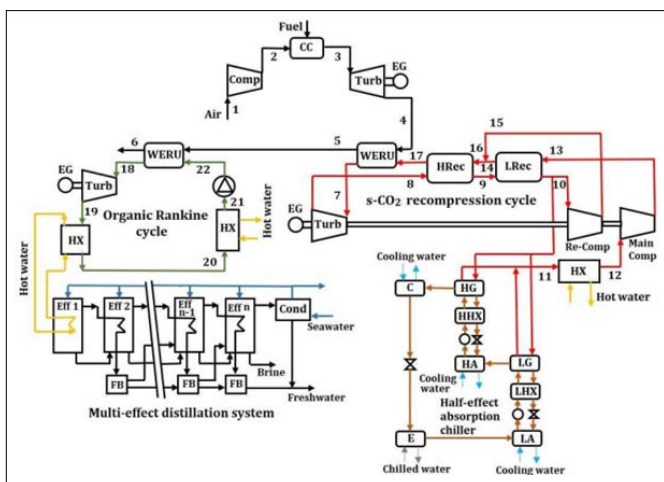 Fuel
CC
2
3
EG
Comp
Turb
1
Air
4
15
6
5
17
16
13
WERU
WERU
HRec
14
LRec
18
22
EG
Turb
7
8
9
10
21
s-CO₂ recompression cycle
19
Organic Rankine
cycle
Hot water
EG
Turb
Re-Comp
Main
Comp
HX
HX
Hot water
20
Cooling water
11
HX
12
C
HG
Hot water
Eff 1
Eff 2
Eff
n-1
Eff n
Cond
Seawater
HHX
HA
LG
Brine
FB
FB
FB
Freshwater
Cooling
water
LHX
Multi-effect distillation system
Half-effect
absorption
chiller
E
LA
Chilled water
Cooling water